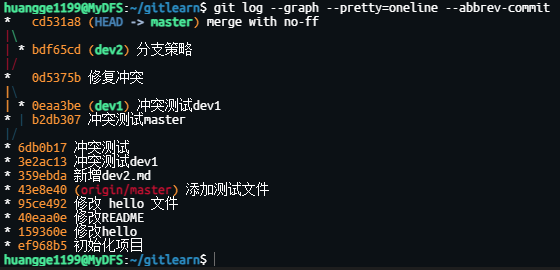 huangge1199@MyDFS:~/gitlearn$ git log --graph --pretty=oneline --abbrev-commit
*   cd531a8 (HEAD -> master) merge with no-ff
|\
| * bdf65cd (dev2) 分支策略
|/
*   0d5375b 修复冲突
|\
| * 0eaa3be (dev1) 冲突测试dev1
* | b2db307 冲突测试master
|/
* 6db0b17 冲突测试
* 3e2ac13 冲突测试dev1
* 359ebda 新增dev2.md
* 43e8e40 (origin/master) 添加测试文件
* 95ce492 修改 hello 文件
* 40eaa0e 修改README
* 159360e 修改hello
* ef968b5 初始化项目
huangge1199@MyDFS:~/gitlearn$